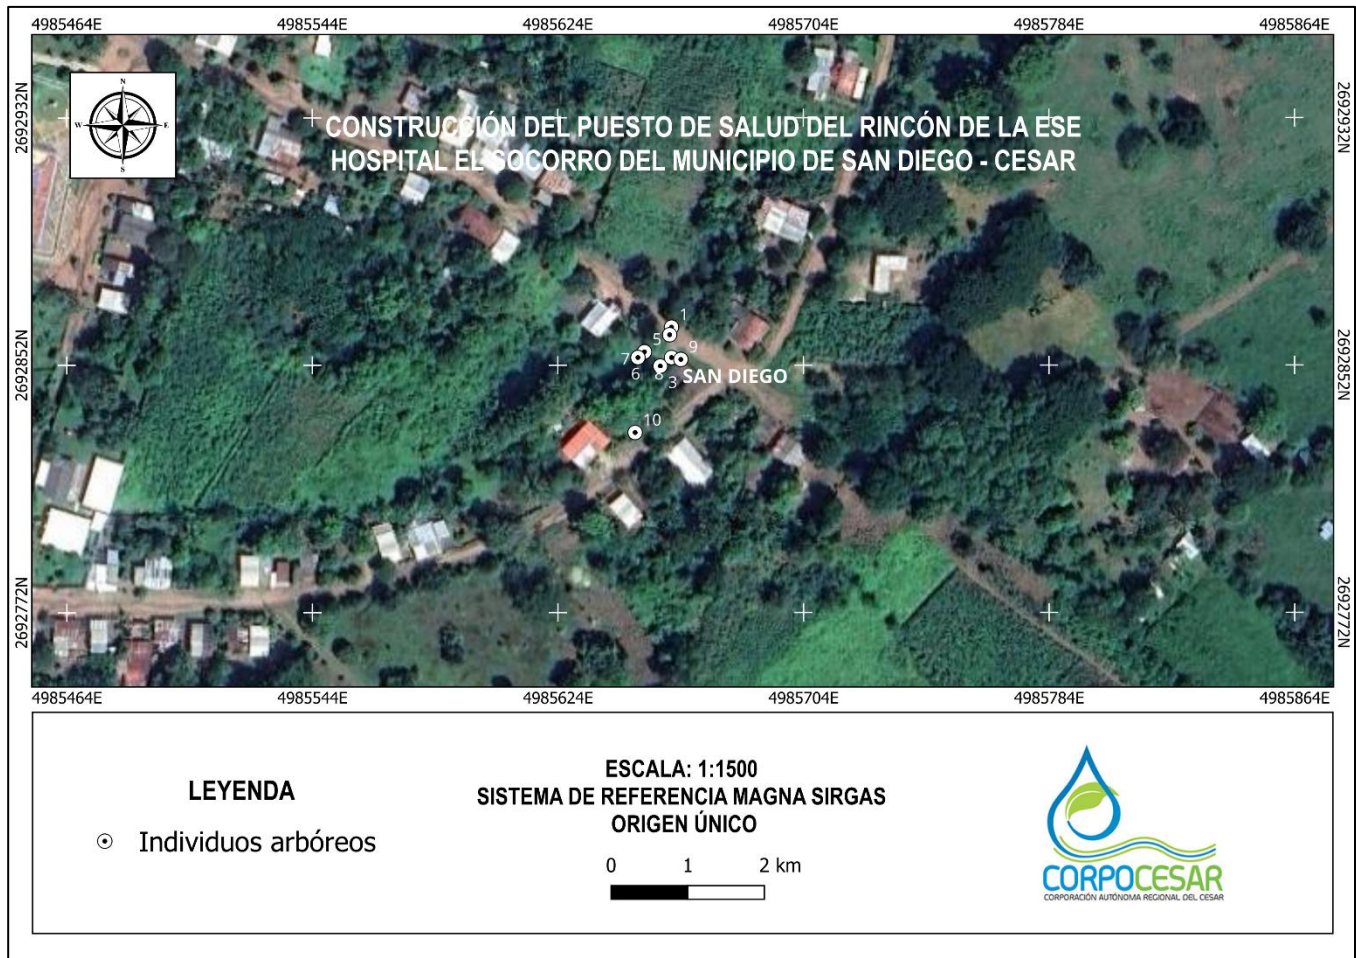 4985464E 4985544E 4985624E 4985704E 4985784E 4985864E
2692932N 2692932N
N
W E
S
CONSTRUCCIÓN DEL PUESTO DE SALUD DEL RINCÓN DE LA ESE
HOSPITAL EL SOCORRO DEL MUNICIPIO DE SAN DIEGO - CESAR
1
5 9
7
6 8 3 SAN DIEGO
2692852N 2692852N
10
2692772N 2692772N
4985464E 4985544E 4985624E 4985704E 4985784E 4985864E
LEYENDA
Individuos arbóreos
ESCALA: 1:1500
SISTEMA DE REFERENCIA MAGNA SIRGAS
ORIGEN ÚNICO
0 1 2 km
CORPOCESAR
CORPORACIÓN AUTÓNOMA REGIONAL DEL CESAR